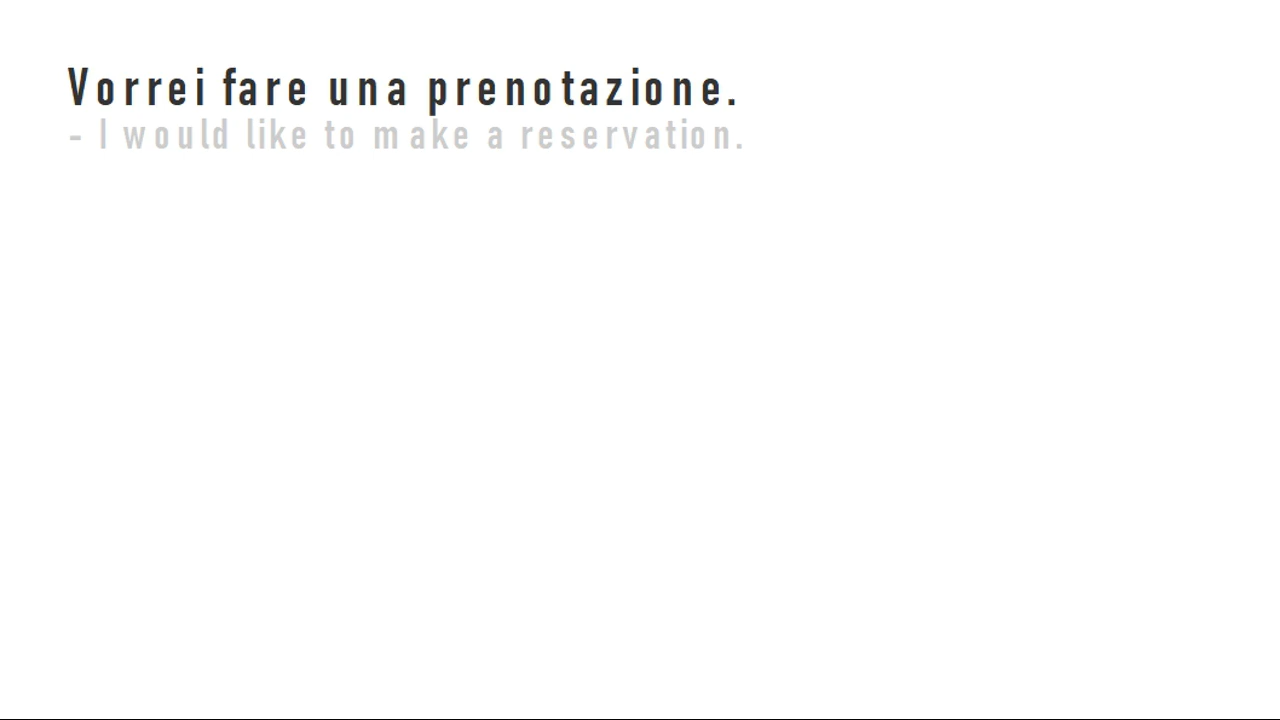 Vorrei fare una prenotazione.
- I would like to make a reservation.